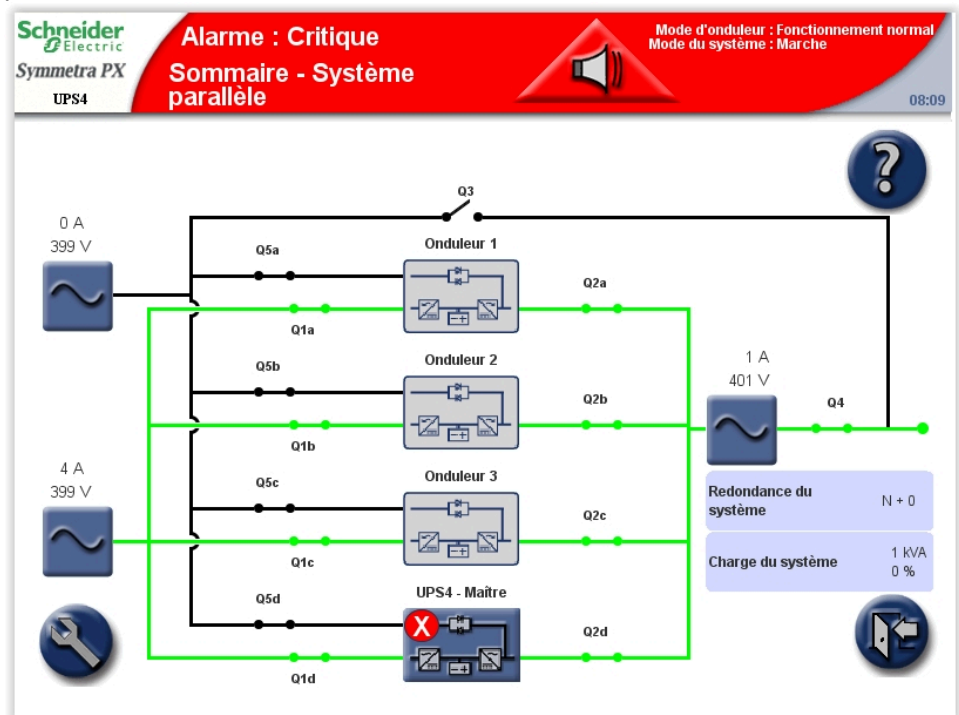 Schneider
Electric
Symmetra PX
UPS4
Alarme : Critique
Sommaire - Système
parallèle
Mode d'onduleur : Fonctionnement normal
Mode du système : Marche
08:09
?
Q3
0 A
399 V
Q5a
Onduleur 1
Q2a
Q1a
Q5b
Onduleur 2
Q2b
Q1b
1 A
401 V
Q4
4 A
399 V
Q5c
Onduleur 3
Q2c
Q1c
Redondance du
système
N + 0
Charge du système
1 kVA
0 %
Q5d
UPS4 - Maître
X
Q2d
Q1d